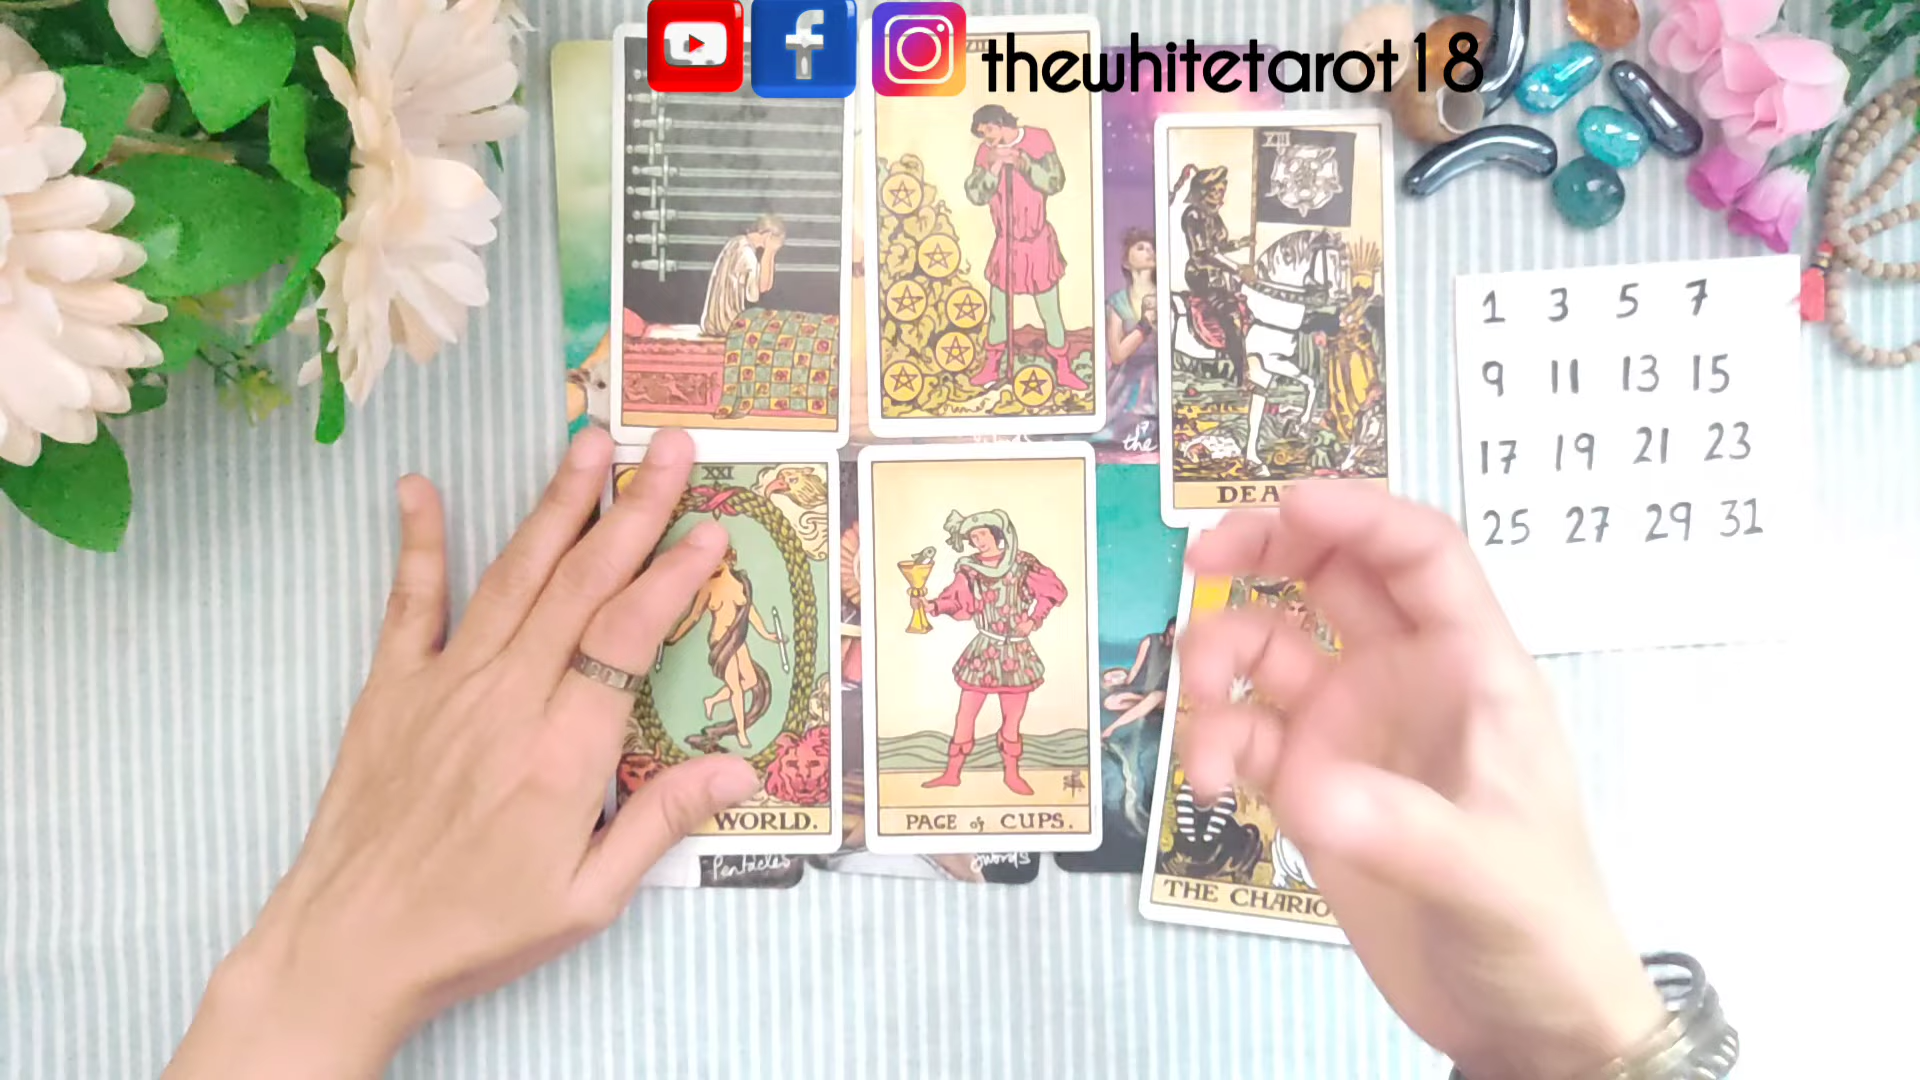 thewhitetarot18
XIII
DEA
the
1 3 5 7
9 11 13 15
17 19 21 23
25 27 29 31
XXI
WORLD.
PAGE of CUPS.
THE CHARIO
Pentacles
Swords